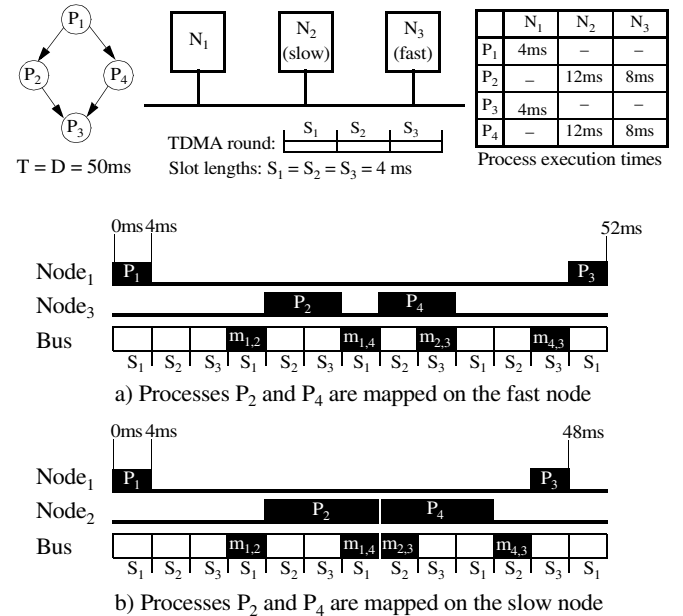 P1
P2
P4
P3
T = D = 50ms
N1
N2
(slow)
N3
(fast)
S1 S2 S3
TDMA round:
Slot lengths: S1 = S2 = S3 = 4 ms
N1 N2 N3
P1 4ms – –
P2 – 12ms 8ms
P3 4ms – –
P4 – 12ms 8ms
Process execution times
0ms 4ms 52ms
Node1 P1 P3
Node3 P2 P4
Bus m1,2 m1,4 m2,3 m4,3
S1 S2 S3 S1 S2 S3 S1 S2 S3 S1 S2 S3 S1
a) Processes P2 and P4 are mapped on the fast node
0ms 4ms 48ms
Node1 P1 P3
Node2 P2 P4
Bus m1,2 m1,4 m2,3 m4,3
S1 S2 S3 S1 S2 S3 S1 S2 S3 S1 S2 S3 S1
b) Processes P2 and P4 are mapped on the slow node